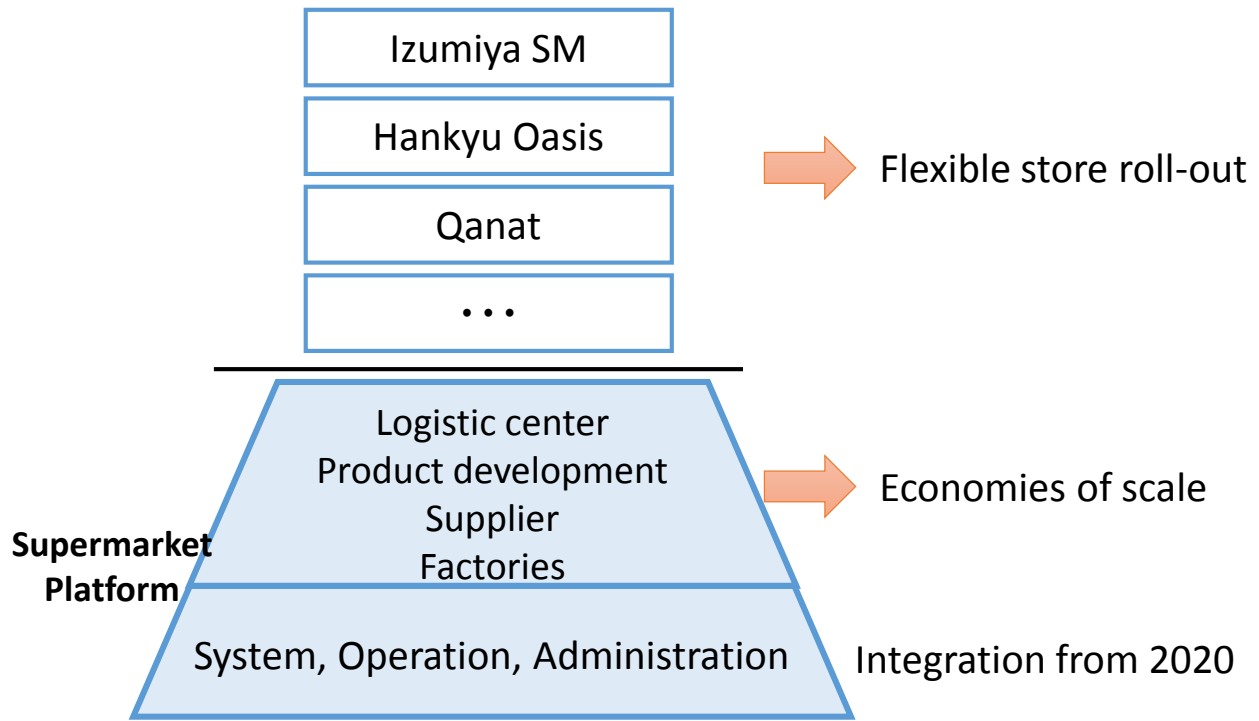 Izumiya SM
Hankyu Oasis
Flexible store roll-out
Qanat
・・・
Logistic center
Product development
Economies of scale
Supplier
Factories
Supermarket
Platform
System, Operation, Administration
Integration from 2020